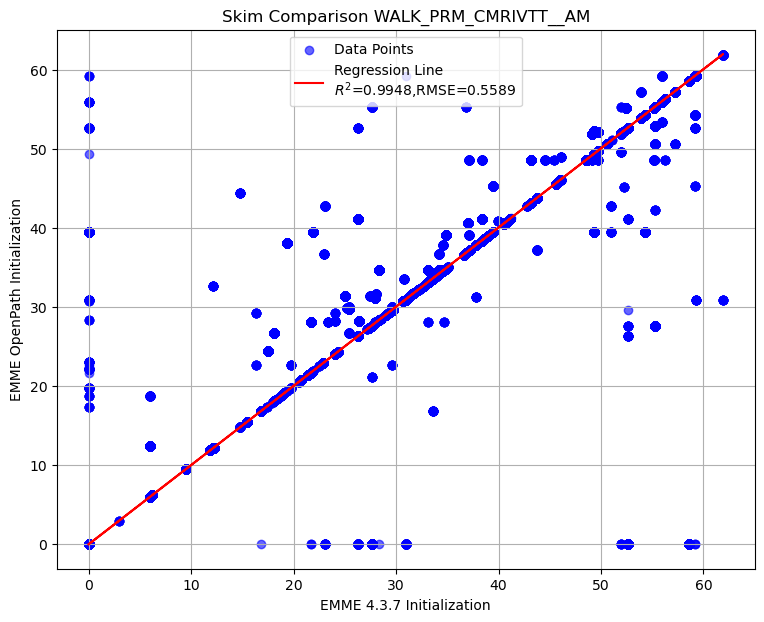 Skim Comparison WALK_PRM_CMRIVTT__AM
Data Points
Regression Line
R²=0.9948,RMSE=0.5589
60
50
40
30
20
10
0
EMME OpenPath Initialization
0
10
20
30
40
50
60
EMME 4.3.7 Initialization